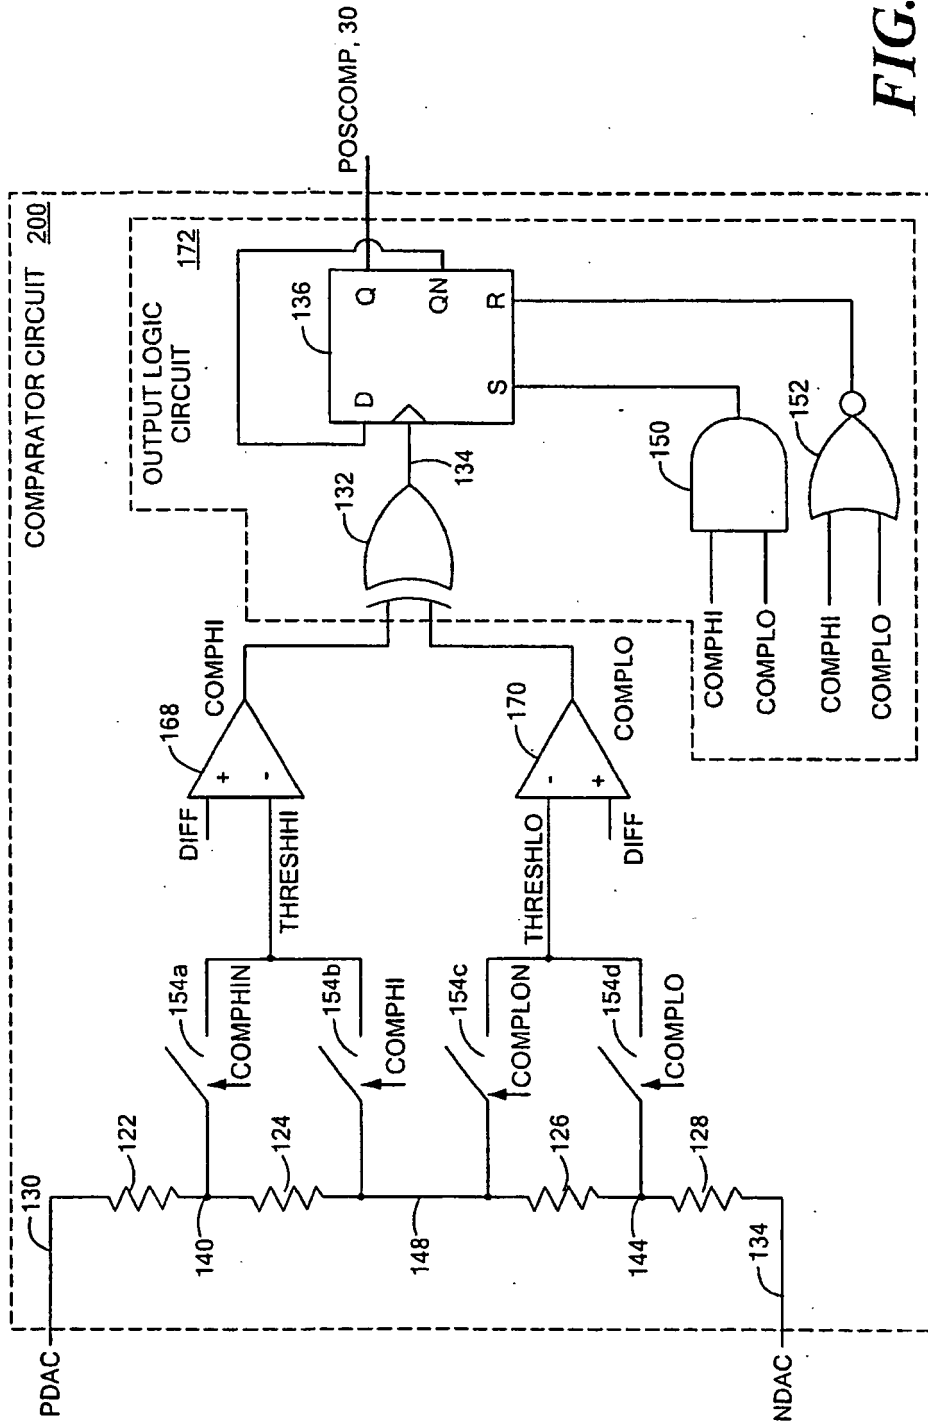 COMPARATOR CIRCUIT 200
OUTPUT LOGIC
CIRCUIT
172
PDAC
130
122
140
124
148
126
144
128
134
NDAC
154a
COMPHIN
154b
COMPHI
154c
COMPLON
154d
COMPLO
THRESHHI
THRESHLO
DIFF
168
+
-
COMPHI
170
-
+
DIFF
COMPLO
132
134
136
D
Q
QN
S
R
POSCOMP, 30
COMPHI
COMPLO
150
COMPHI
COMPLO
152
FIG.